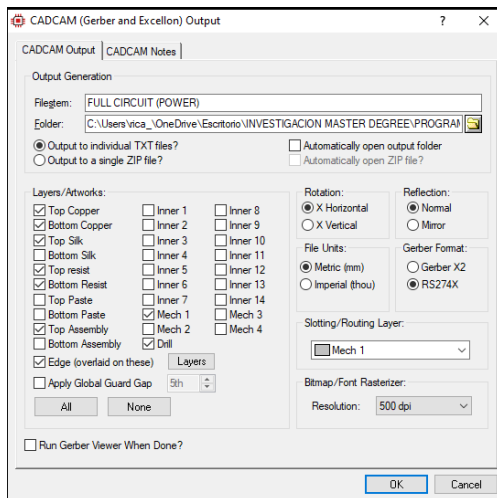 CADCAM (Gerber and Excellon) Output
CADCAM Output CADCAM Notes
Output Generation
Filestem: FULL CIRCUIT (POWER)
Folder: C:\Users\rica_\OneDrive\Escritorio\INVESTIGACION MASTER DEGREE\PROGRAM
Output to individual TXT files? Automatically open output folder
Output to a single ZIP file? Automatically open ZIP file?
Layers/Artworks:
Top Copper Inner 1 Inner 8
Bottom Copper Inner 2 Inner 9
Top Silk Inner 3 Inner 10
Bottom Silk Inner 4 Inner 11
Top resist Inner 5 Inner 12
Bottom Resist Inner 6 Inner 13
Top Paste Inner 7 Inner 14
Bottom Paste Mech 1 Mech 3
Top Assembly Mech 2 Mech 4
Bottom Assembly Drill
Edge (overlaid on these) Layers
Apply Global Guard Gap 5th
All None
Rotation:
X Horizontal
X Vertical
Reflection:
Normal
Mirror
File Units:
Metric (mm)
Imperial (thou)
Gerber Format:
Gerber X2
RS274X
Slotting/Routing Layer:
Mech 1
Bitmap/Font Rasterizer:
Resolution: 500 dpi
Run Gerber Viewer When Done?
OK Cancel